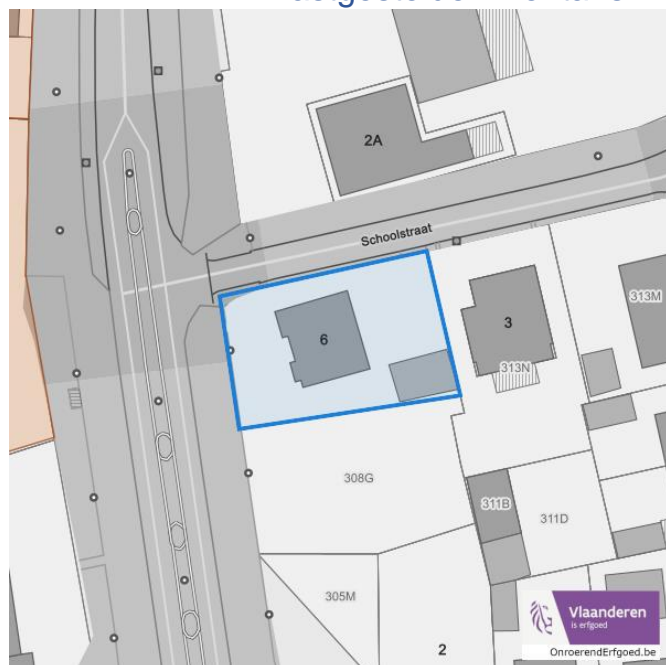 2A
Schoolstraat
313M
6
3
313N
308G
311B
311D
305M
2
Vlaanderen
is erfgoed
OnroerendErfgoed.be